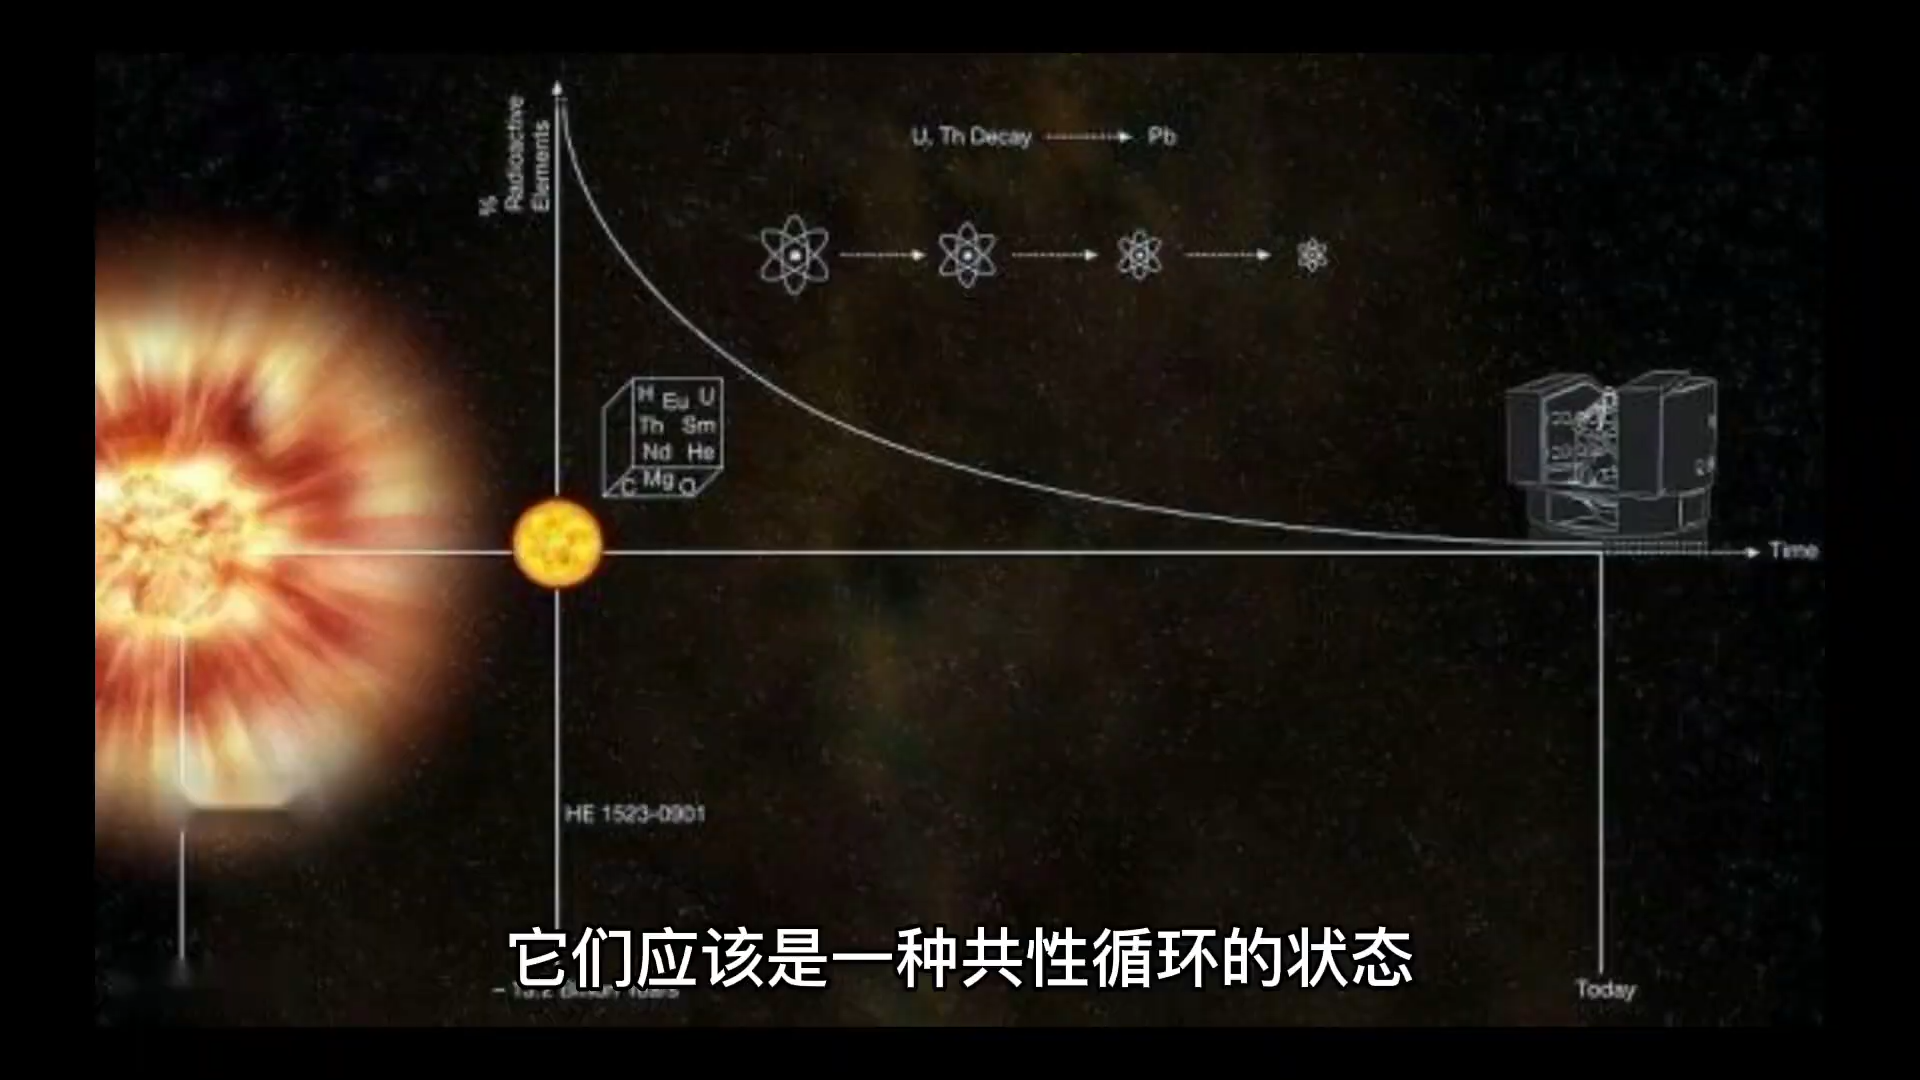 %
Radioactive
Elements
U, Th Decay
Pb
H Eu U
Th Sm
Nd He
C Mg O
Time
HE 1523-0901
它们应该是一种共性循环的状态
Today